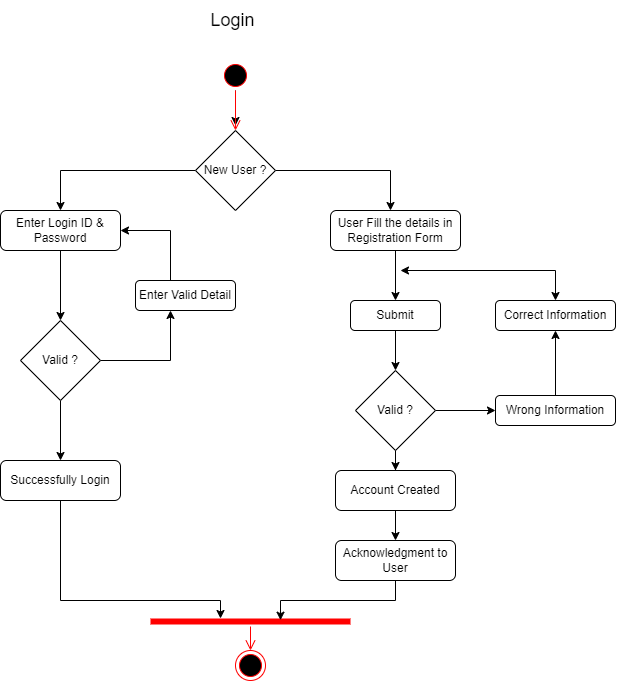 Login
New User ?
Enter Login ID &
Password
User Fill the details in
Registration Form
Enter Valid Detail
Submit
Correct Information
Valid ?
Valid ?
Wrong Information
Successfully Login
Account Created
Acknowledgment to
User